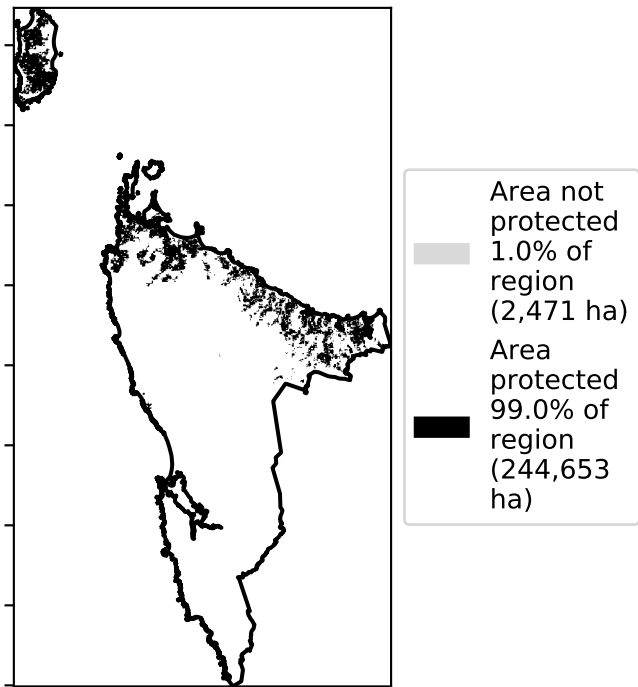 Area not
protected
1.0% of
region
(2,471 ha)
Area
protected
99.0% of
region
(244,653
ha)